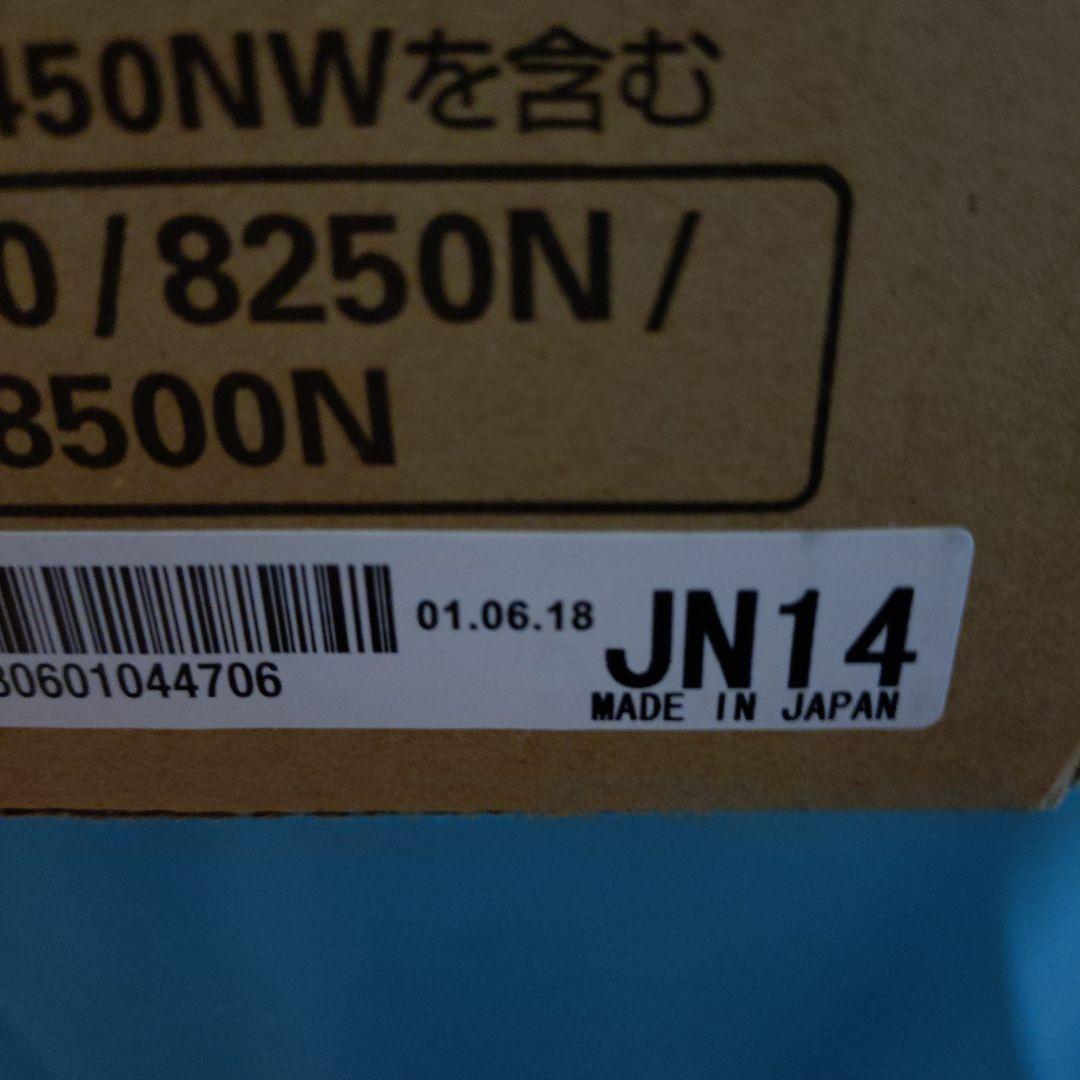 450NWを含む
0 / 8250N /
8500N
01.06.18
JN14
30601044706
MADE IN JAPAN